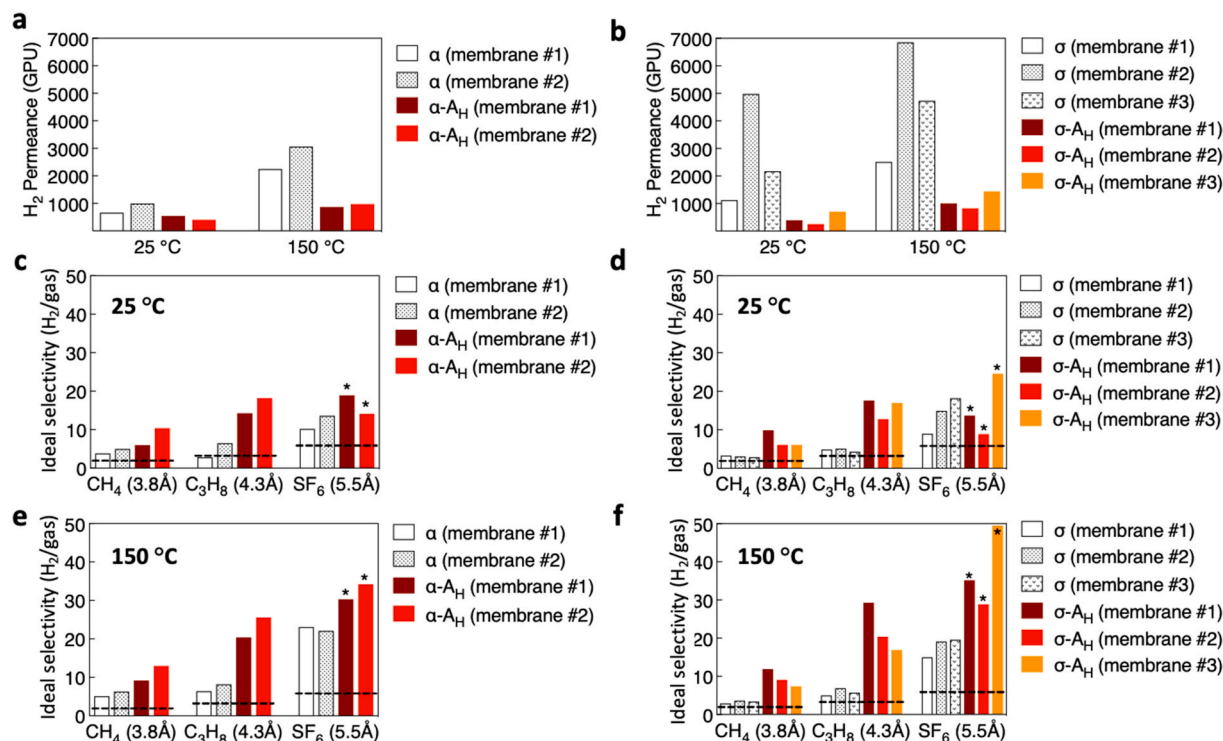 a
H2 Permeance (GPU)
7000
6000
5000
4000
3000
2000
1000
25 °C
150 °C
α (membrane #1)
α (membrane #2)
α-AH (membrane #1)
α-AH (membrane #2)
b
H2 Permeance (GPU)
7000
6000
5000
4000
3000
2000
1000
25 °C
150 °C
σ (membrane #1)
σ (membrane #2)
σ (membrane #3)
σ-AH (membrane #1)
σ-AH (membrane #2)
σ-AH (membrane #3)
c
Ideal selectivity (H2/gas)
50
40
30
20
10
0
25 °C
* *
CH4 (3.8Å) C3H8 (4.3Å) SF6 (5.5Å)
α (membrane #1)
α (membrane #2)
α-AH (membrane #1)
α-AH (membrane #2)
d
Ideal selectivity (H2/gas)
50
40
30
20
10
0
25 °C
* * *
CH4 (3.8Å) C3H8 (4.3Å) SF6 (5.5Å)
σ (membrane #1)
σ (membrane #2)
σ (membrane #3)
σ-AH (membrane #1)
σ-AH (membrane #2)
σ-AH (membrane #3)
e
Ideal selectivity (H2/gas)
50
40
30
20
10
0
150 °C
* *
CH4 (3.8Å) C3H8 (4.3Å) SF6 (5.5Å)
α (membrane #1)
α (membrane #2)
α-AH (membrane #1)
α-AH (membrane #2)
f
Ideal selectivity (H2/gas)
50
40
30
20
10
0
150 °C
* * *
CH4 (3.8Å) C3H8 (4.3Å) SF6 (5.5Å)
σ (membrane #1)
σ (membrane #2)
σ (membrane #3)
σ-AH (membrane #1)
σ-AH (membrane #2)
σ-AH (membrane #3)